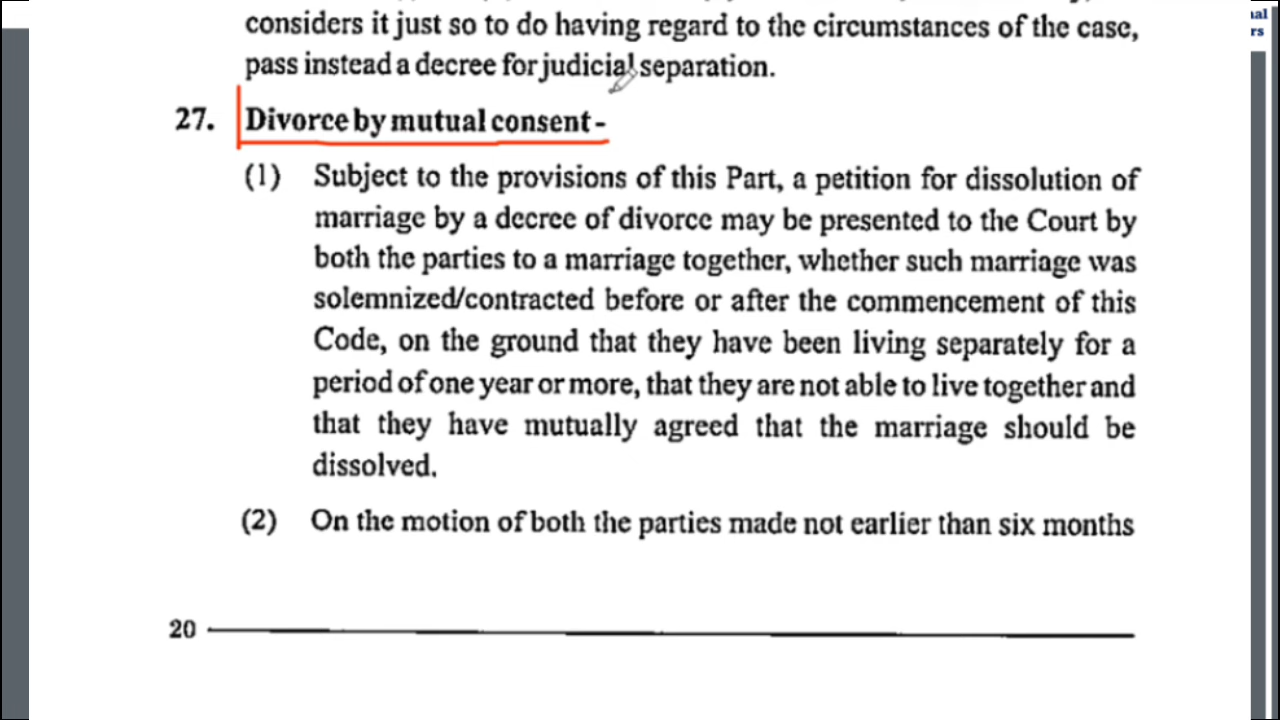 considers it just so to do having regard to the circumstances of the case,
pass instead a decree for judicial separation.
27. Divorce by mutual consent -
(1) Subject to the provisions of this Part, a petition for dissolution of
marriage by a decree of divorce may be presented to the Court by
both the parties to a marriage together, whether such marriage was
solemnized/contracted before or after the commencement of this
Code, on the ground that they have been living separately for a
period of one year or more, that they are not able to live together and
that they have mutually agreed that the marriage should be
dissolved.
(2) On the motion of both the parties made not earlier than six months
20